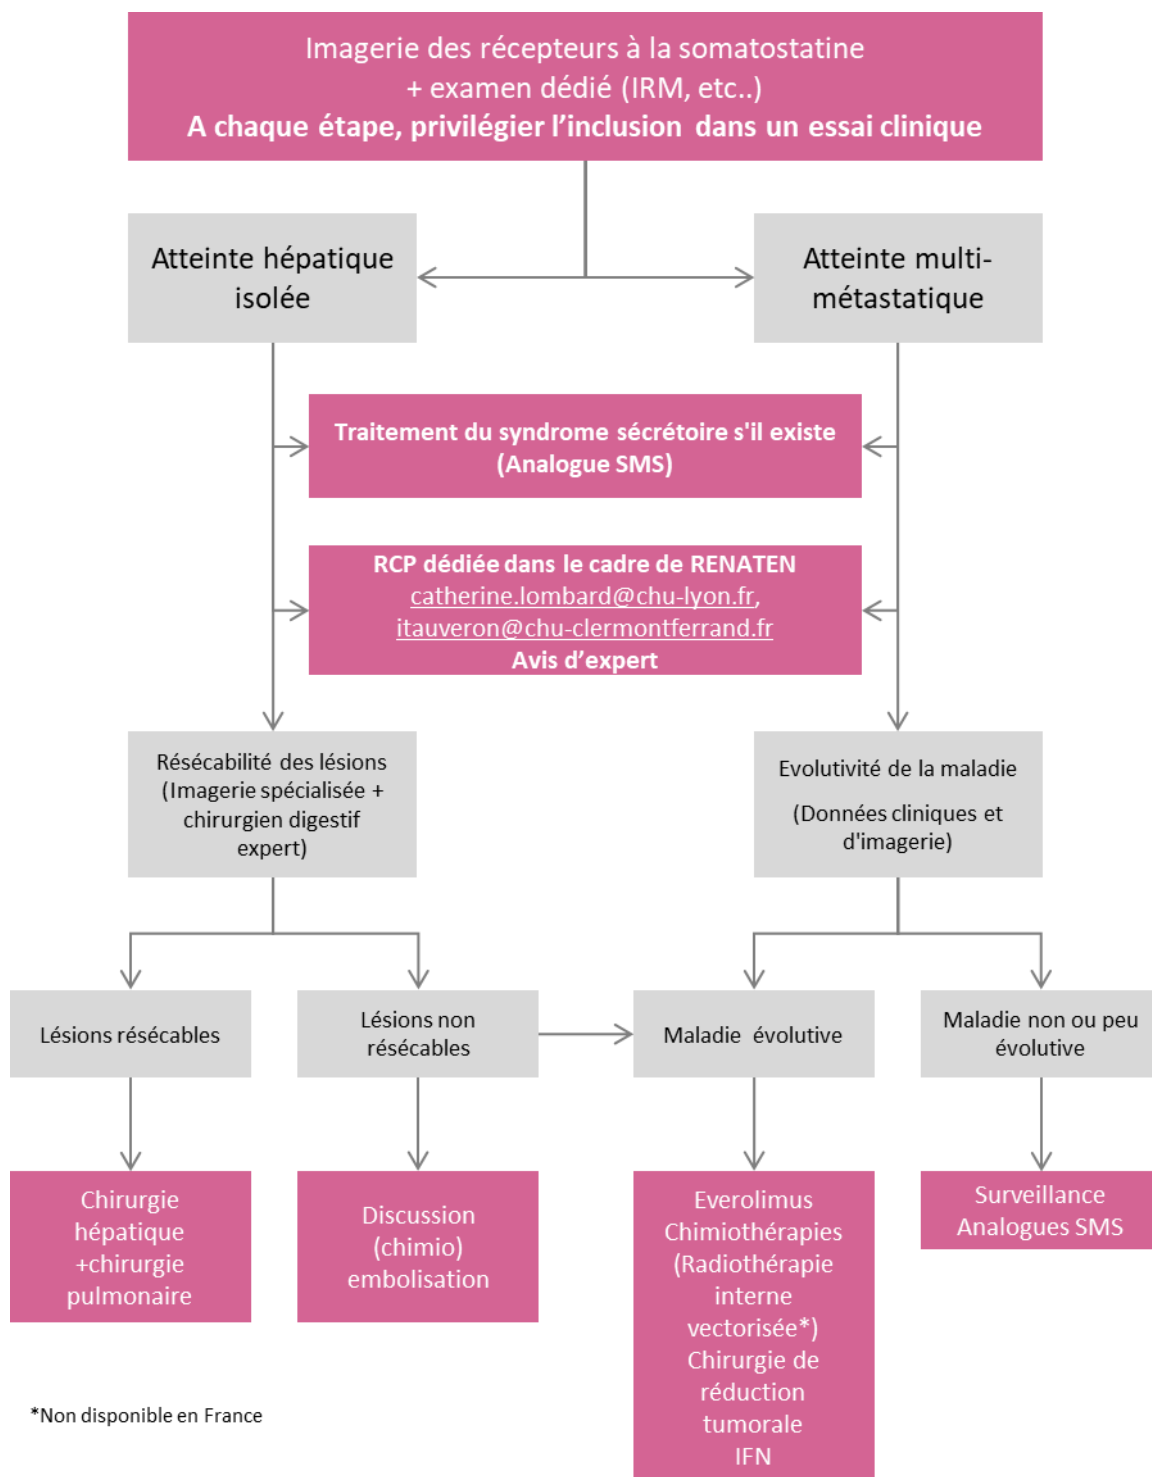 Imagerie des récepteurs à la somatostatine
+ examen dédié (IRM, etc..)
A chaque étape, privilégier l'inclusion dans un essai clinique
Atteinte hépatique
isolée
Atteinte multi-
métastatique
Traitement du syndrome sécrétoire s'il existe
(Analogue SMS)
RCP dédiée dans le cadre de RENATEN
catherine.lombard@chu-lyon.fr,
itauveron@chu-clermontferrand.fr
Avis d'expert
Résécabilité des lésions
(Imagerie spécialisée +
chirurgien digestif
expert)
Evolutivité de la maladie
(Données cliniques et
d'imagerie)
Lésions résécables
Lésions non
résécables
Maladie évolutive
Maladie non ou peu
évolutive
Chirurgie
hépatique
+chirurgie
pulmonaire
Discussion
(chimio)
embolisation
Everolimus
Chimiothérapies
(Radiothérapie
interne
vectorisée*)
Chirurgie de
réduction
tumorale
IFN
Surveillance
Analogues SMS
*Non disponible en France